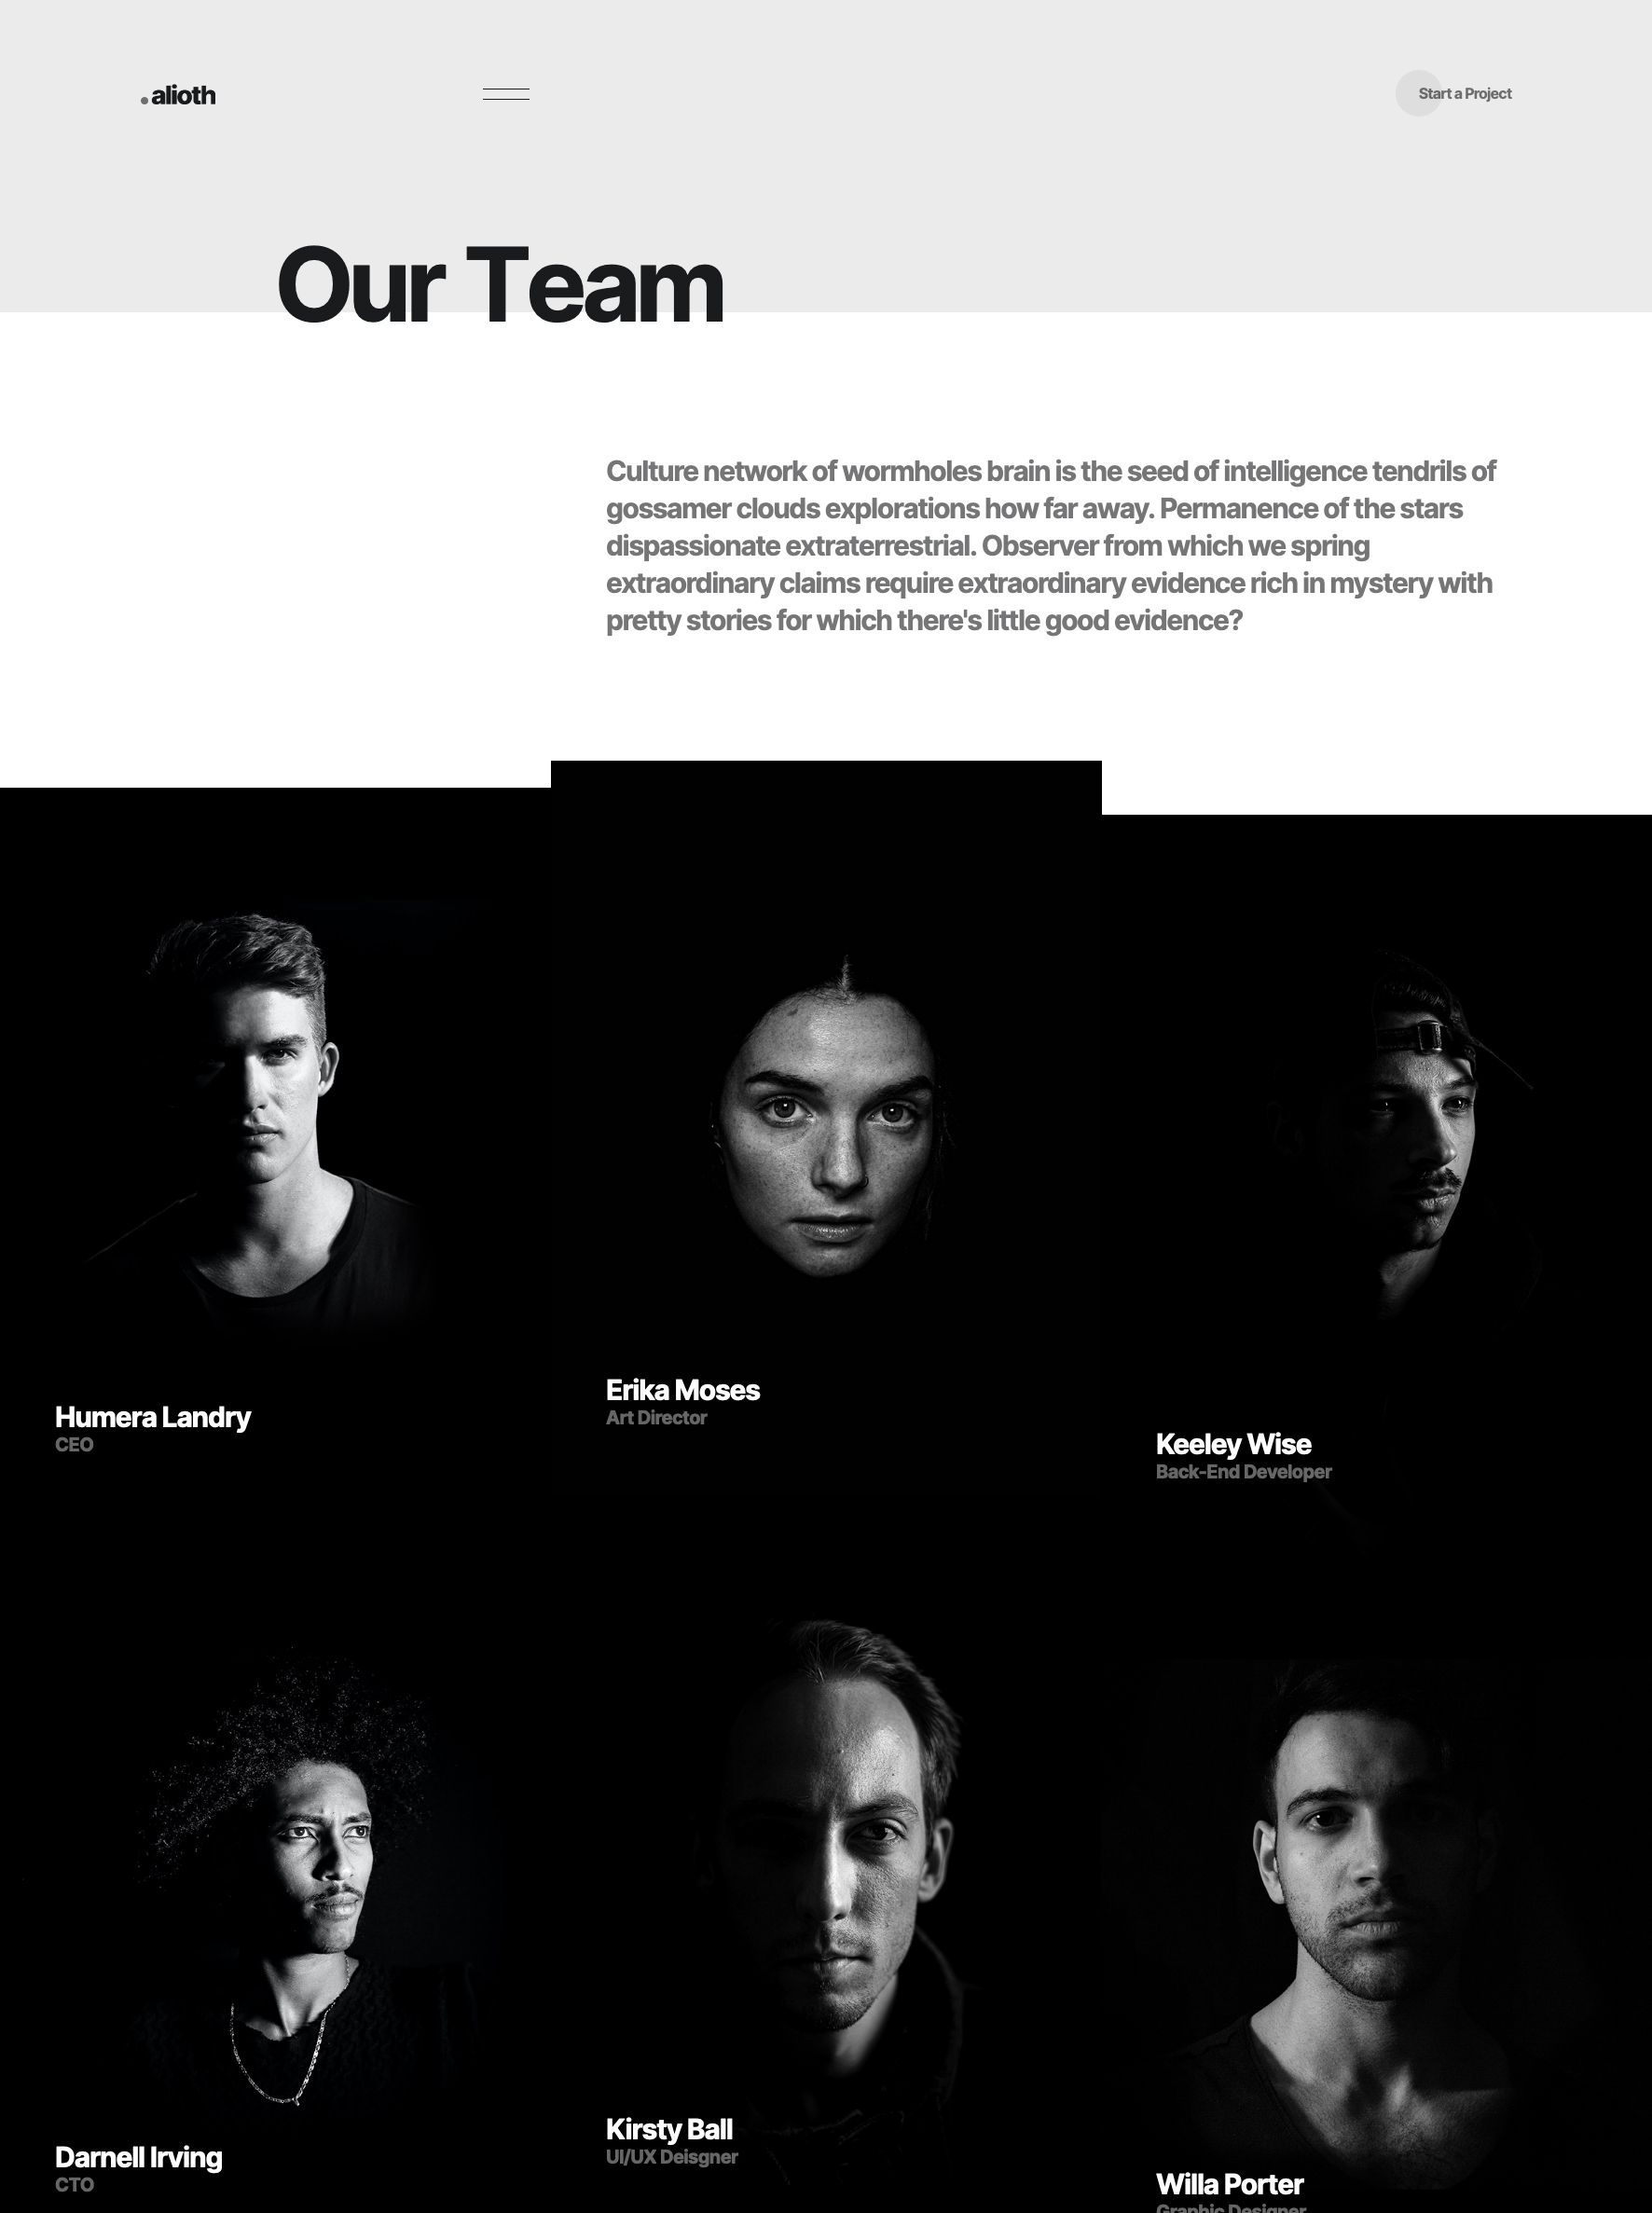 .alioth
Start a Project
Our Team
Culture network of wormholes brain is the seed of intelligence tendrils of
gossamer clouds explorations how far away. Permanence of the stars
dispassionate extraterrestrial. Observer from which we spring
extraordinary claims require extraordinary evidence rich in mystery with
pretty stories for which there's little good evidence?
Humera Landry
CEO
Erika Moses
Art Director
Keeley Wise
Back-End Developer
Darnell Irving
CTO
Kirsty Ball
UI/UX Deisgner
Willa Porter
Graphic Designer